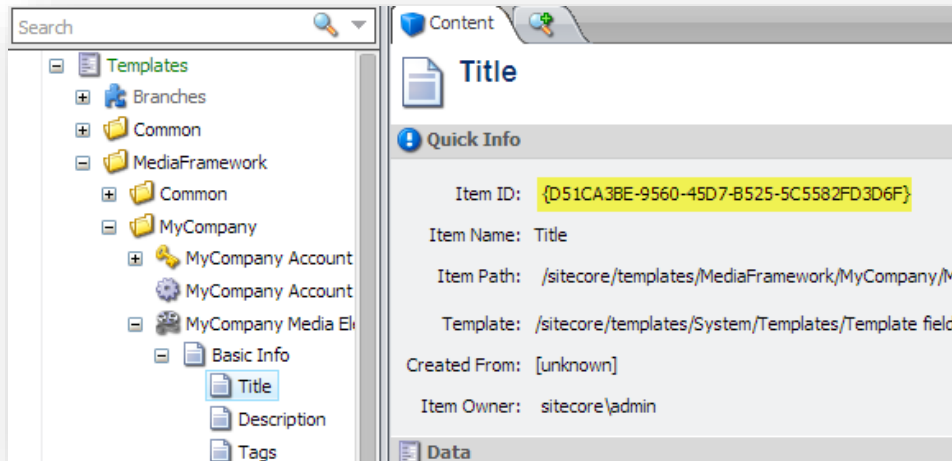 Search
Templates
Branches
Common
MediaFramework
Common
MyCompany
MyCompany Account
MyCompany Account
MyCompany Media
Basic Info
Title
Description
Tags
Content
Title
Quick Info
Item ID: {D51CA3BE-9560-45D7-B525-5C5582FD3D6F}
Item Name: Title
Item Path: /sitecore/templates/MediaFramework/MyCompany/
Template: /sitecore/templates/System/Templates/Template field
Created From: [unknown]
Item Owner: sitecore\admin
Data